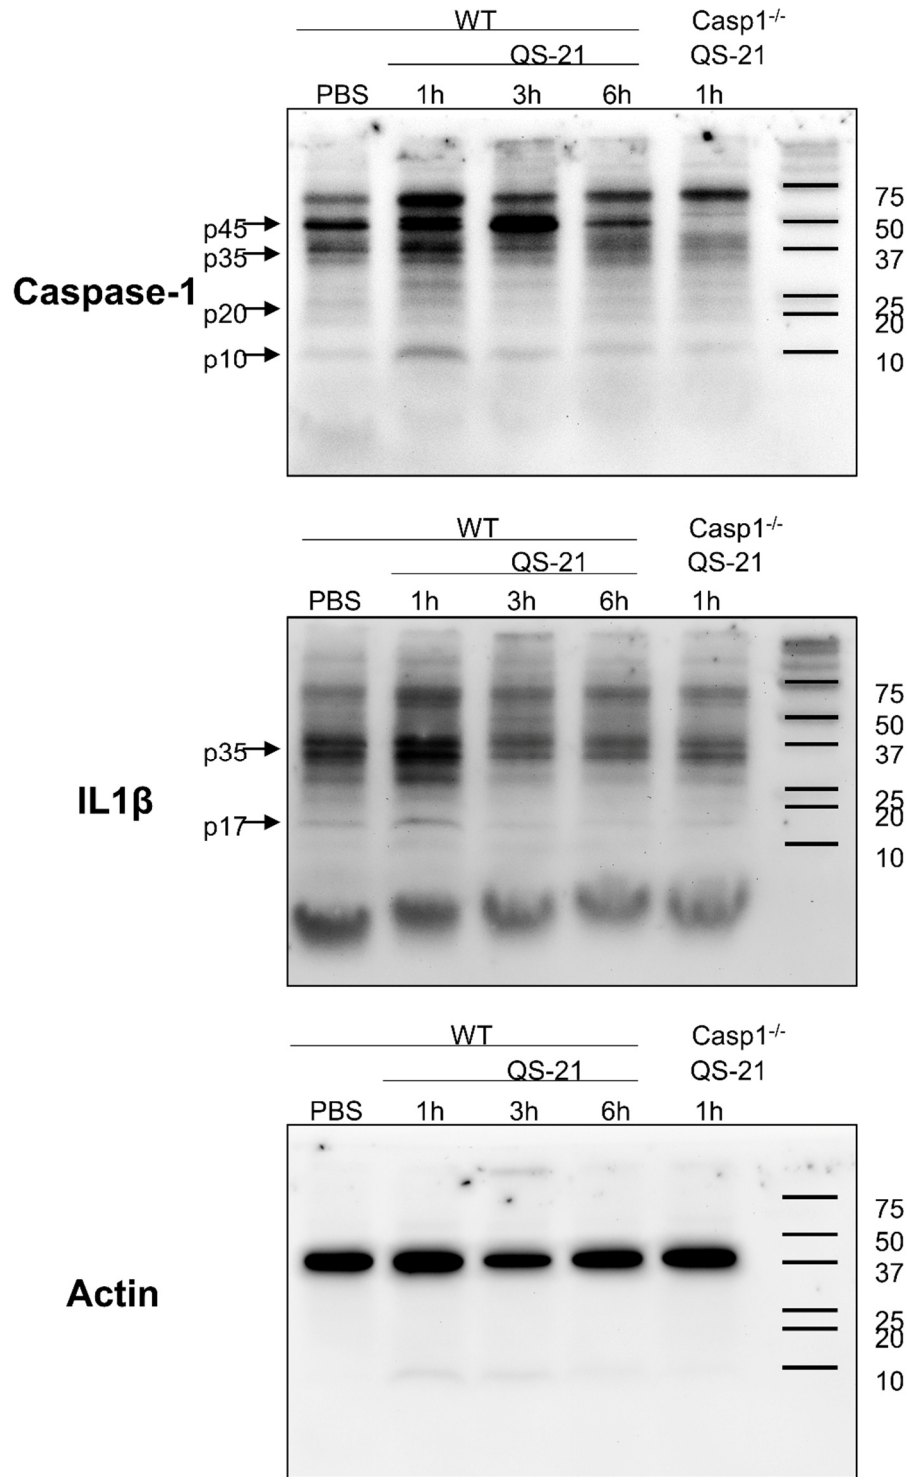 WT Casp1-/-
QS-21 QS-21
PBS 1h 3h 6h 1h
Caspase-1
p45
p35
p20
p10
75
50
37
25
20
10
WT Casp1-/-
QS-21 QS-21
PBS 1h 3h 6h 1h
IL1β
p35
p17
75
50
37
25
20
10
WT Casp1-/-
QS-21 QS-21
PBS 1h 3h 6h 1h
Actin
75
50
37
25
20
10